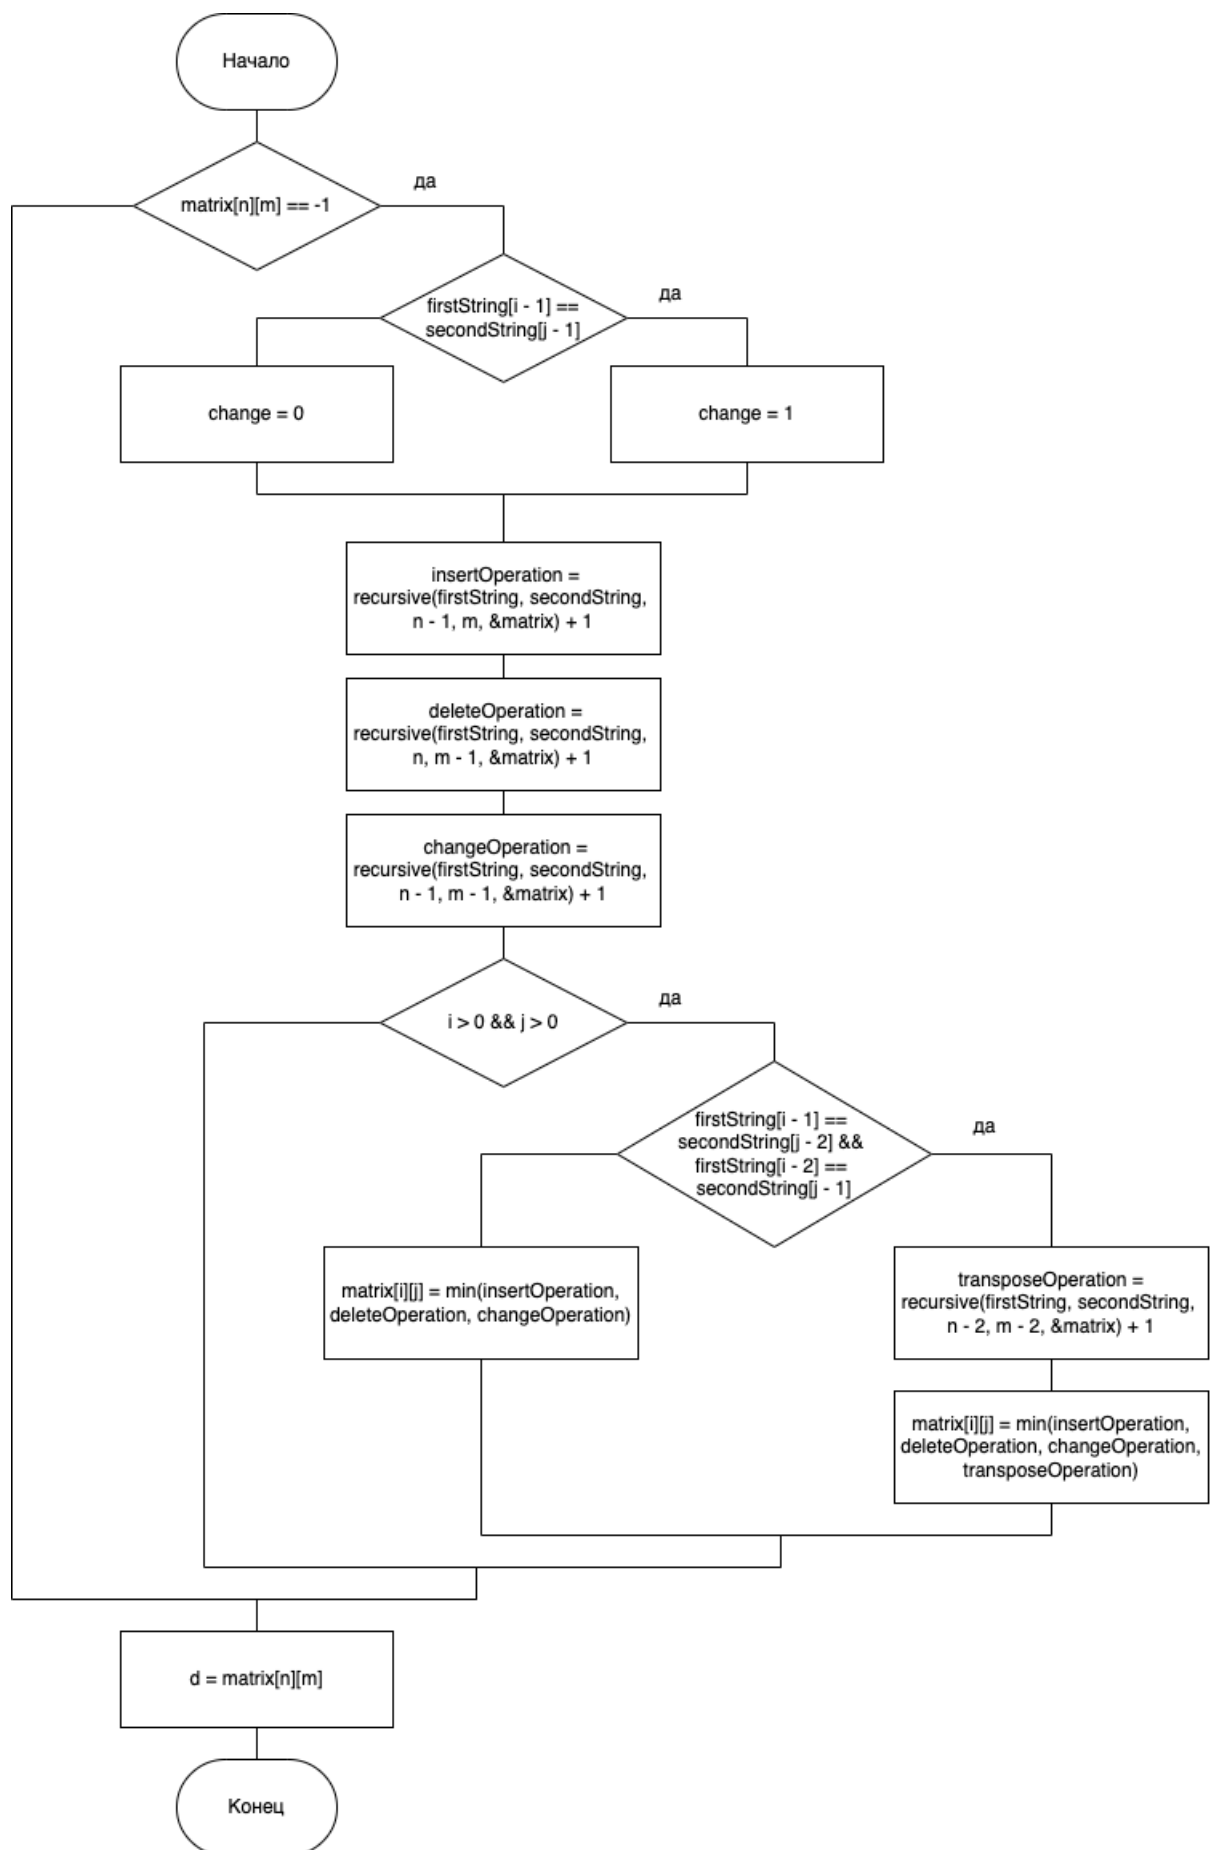 Начало
matrix[n][m] == -1
да
firstString[i - 1] ==
secondString[j - 1]
да
change = 0
change = 1
insertOperation =
recursive(firstString, secondString,
n - 1, m, &matrix) + 1
deleteOperation =
recursive(firstString, secondString,
n, m - 1, &matrix) + 1
changeOperation =
recursive(firstString, secondString,
n - 1, m - 1, &matrix) + 1
i > 0 && j > 0
да
firstString[i - 1] ==
secondString[j - 2] &&
firstString[i - 2] ==
secondString[j - 1]
да
matrix[i][j] = min(insertOperation,
deleteOperation, changeOperation)
transposeOperation =
recursive(firstString, secondString,
n - 2, m - 2, &matrix) + 1
matrix[i][j] = min(insertOperation,
deleteOperation, changeOperation,
transposeOperation)
d = matrix[n][m]
Конец